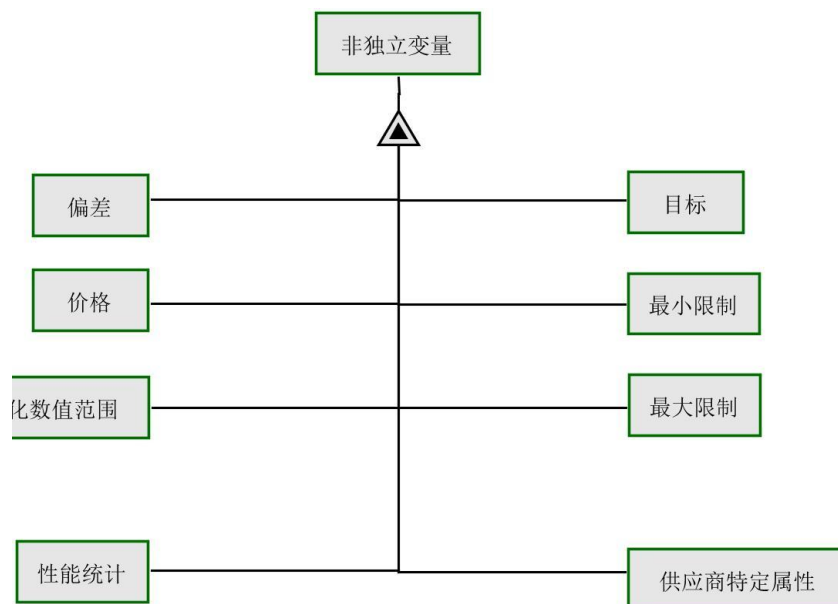 非独立变量
偏差
目标
价格
最小限制
化数值范围
最大限制
性能统计
供应商特定属性